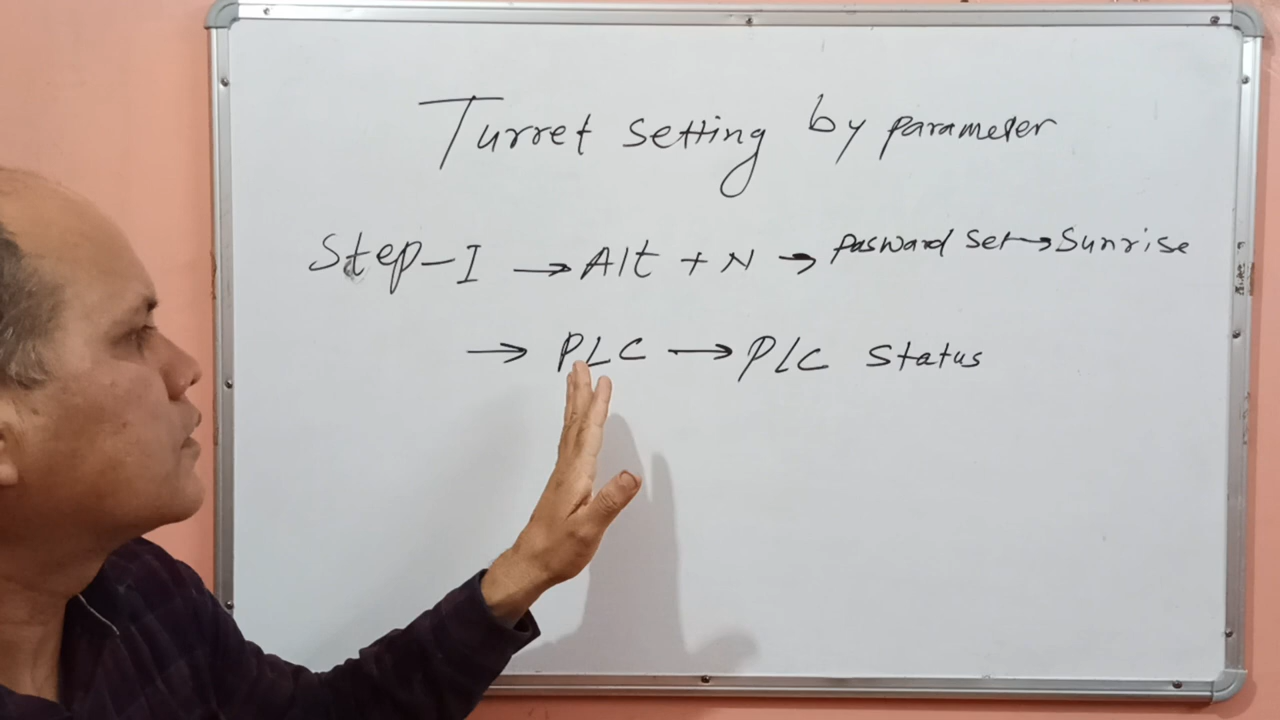 Turret setting by parameter
Step-I → Alt + N → pasward set → Sunrise
→ PLC → PLC status